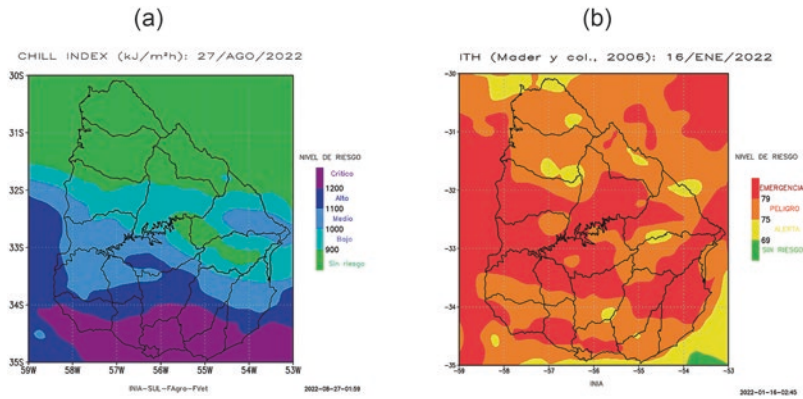 (a)
CHILL INDEX (kJ/m²h): 27/AGO/2022
30S
31S
32S
33S
34S
35S
59W 58W 57W 56W 55W 54W 53W
NIVEL DE RIESGO
Crítico
1200
Alto
1100
Medio
1000
Bajo
900
Sin riesgo
INIA-SUL-FAgro-FVet
2022-08-27-01:59
(b)
ITH (Mader y col., 2006): 16/ENE/2022
-30
-31
-32
-33
-34
-35
-59 -58 -57 -56 -55 -54 -53
NIVEL DE RIESGO
EMERGENCIA
79
PELIGRO
75
ALERTA
69
SIN RIESGO
INIA
2022-01-16-02:45